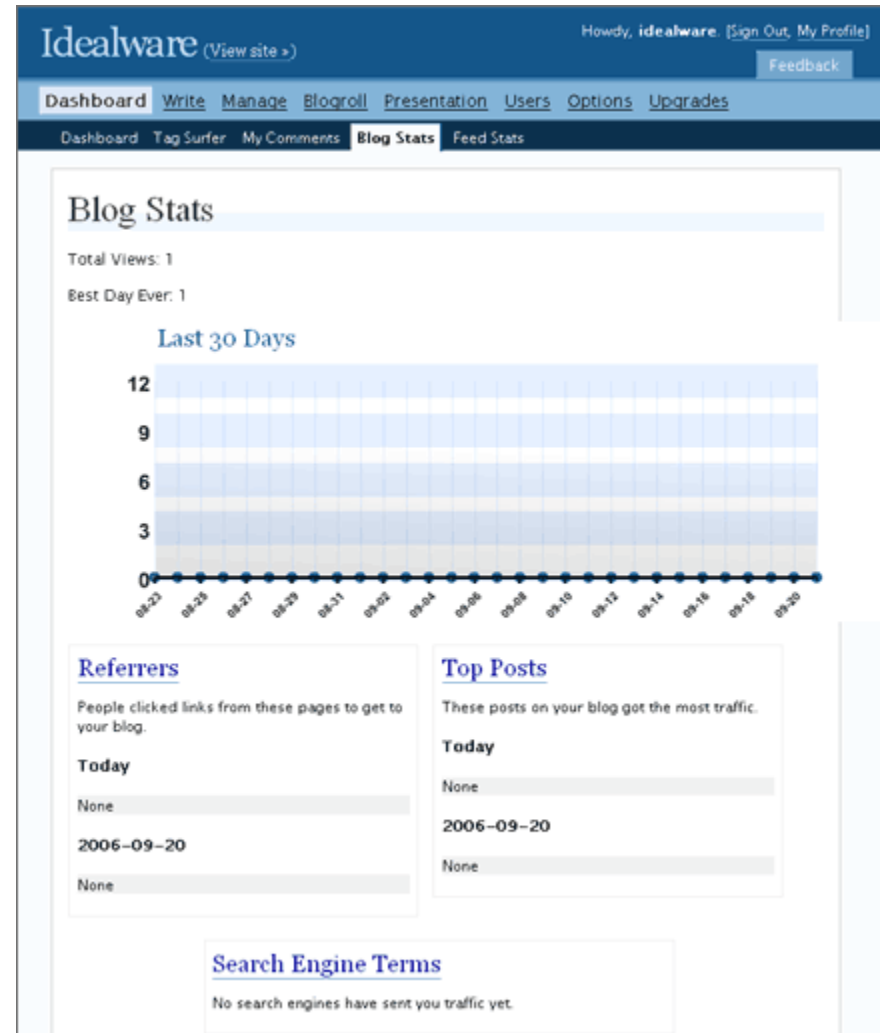 Idealware (View site »)
Howdy, idealware. [Sign Out, My Profile]
Feedback
Dashboard Write Manage Blogroll Presentation Users Options Upgrades
Dashboard Tag Surfer My Comments Blog Stats Feed Stats
Blog Stats
Total Views: 1
Best Day Ever: 1
Last 30 Days
12
9
6
3
0
08-23 08-25 08-27 08-29 08-31 09-02 09-04 09-06 09-08 09-10 09-12 09-14 09-16 09-18 09-20
Referrers
People clicked links from these pages to get to
your blog.
Today
None
2006-09-20
None
Top Posts
These posts on your blog got the most traffic.
Today
None
2006-09-20
None
Search Engine Terms
No search engines have sent you traffic yet.